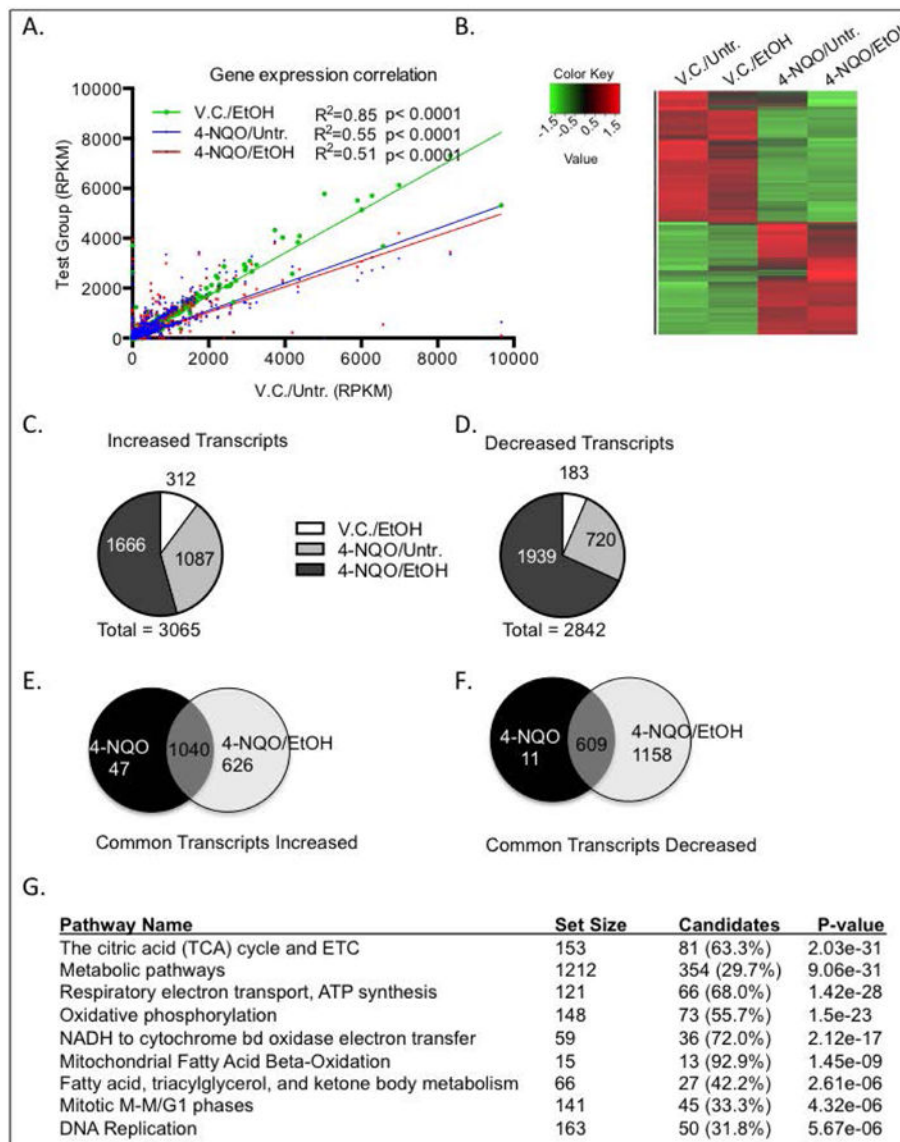 A.
Gene expression correlation
V.C./EtOH R²=0.85 p< 0.0001
4-NQO/Untr. R²=0.55 p< 0.0001
4-NQO/EtOH R²=0.51 p< 0.0001
Test Group (RPKM)
10000
8000
6000
4000
2000
0
0 2000 4000 6000 8000 10000
V.C./Untr. (RPKM)
B.
Color Key
-1.5 -0.5 0.5 1.5
Value
V.C./Untr.
V.C./EtOH
4-NQO/Untr.
4-NQO/EtOH
C.
Increased Transcripts
312
1666
1087
Total = 3065
V.C./EtOH
4-NQO/Untr.
4-NQO/EtOH
D.
Decreased Transcripts
183
1939
720
Total = 2842
E.
4-NQO
47
1040
4-NQO/EtOH
626
Common Transcripts Increased
F.
4-NQO
11
609
4-NQO/EtOH
1158
Common Transcripts Decreased
G.
Pathway Name Set Size Candidates P-value
The citric acid (TCA) cycle and ETC 153 81 (63.3%) 2.03e-31
Metabolic pathways 1212 354 (29.7%) 9.06e-31
Respiratory electron transport, ATP synthesis 121 66 (68.0%) 1.42e-28
Oxidative phosphorylation 148 73 (55.7%) 1.5e-23
NADH to cytochrome bd oxidase electron transfer 59 36 (72.0%) 2.12e-17
Mitochondrial Fatty Acid Beta-Oxidation 15 13 (92.9%) 1.45e-09
Fatty acid, triacylglycerol, and ketone body metabolism 66 27 (42.2%) 2.61e-06
Mitotic M-M/G1 phases 141 45 (33.3%) 4.32e-06
DNA Replication 163 50 (31.8%) 5.67e-06